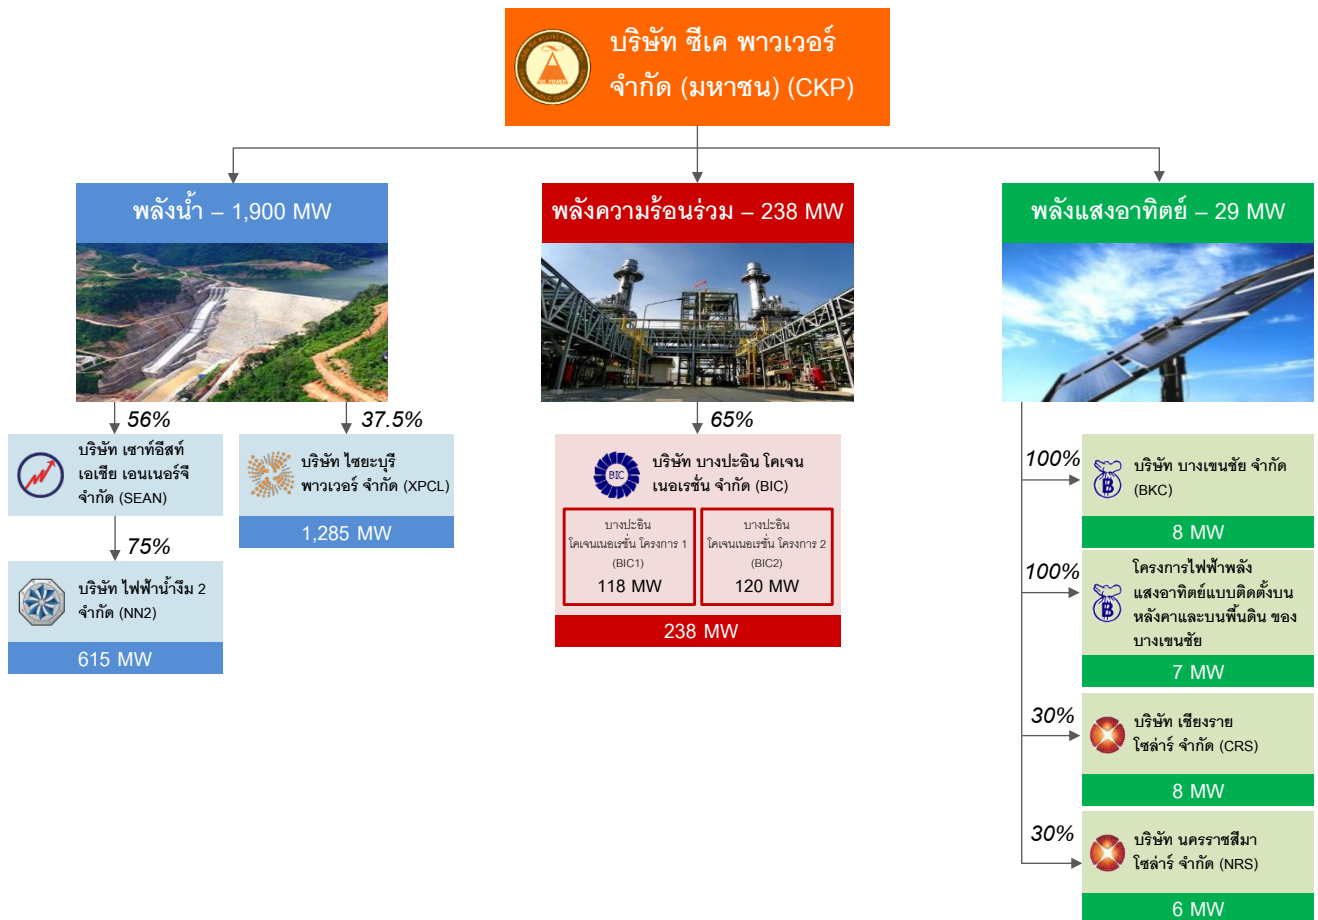 บริษัท ซีเค พาวเวอร์
จำกัด (มหาชน) (CKP)
พลังน้ำ – 1,900 MW
พลังความร้อนร่วม – 238 MW
พลังแสงอาทิตย์ – 29 MW
56%
37.5%
65%
บริษัท เซาท์อีสท์
เอเชีย เอนเนอร์จี
จำกัด (SEAN)
บริษัท ไซยะบุรี
พาวเวอร์ จำกัด (XPCL)
1,285 MW
75%
บริษัท ไฟฟ้าน้ำงึม 2
จำกัด (NN2)
615 MW
BIC
บริษัท บางปะอิน โคเจน
เนอเรชั่น จำกัด (BIC)
บางปะอิน
โคเจนเนอเรชั่น โครงการ 1
(BIC1)
118 MW
บางปะอิน
โคเจนเนอเรชั่น โครงการ 2
(BIC2)
120 MW
238 MW
100%
บริษัท บางเขนชัย จำกัด
(BKC)
8 MW
100%
โครงการไฟฟ้าพลัง
แสงอาทิตย์แบบติดตั้งบน
หลังคาและบนพื้นดิน ของ
บางเขนชัย
7 MW
30%
บริษัท เชียงราย
โซล่าร์ จำกัด (CRS)
8 MW
30%
บริษัท นครราชสีมา
โซล่าร์ จำกัด (NRS)
6 MW